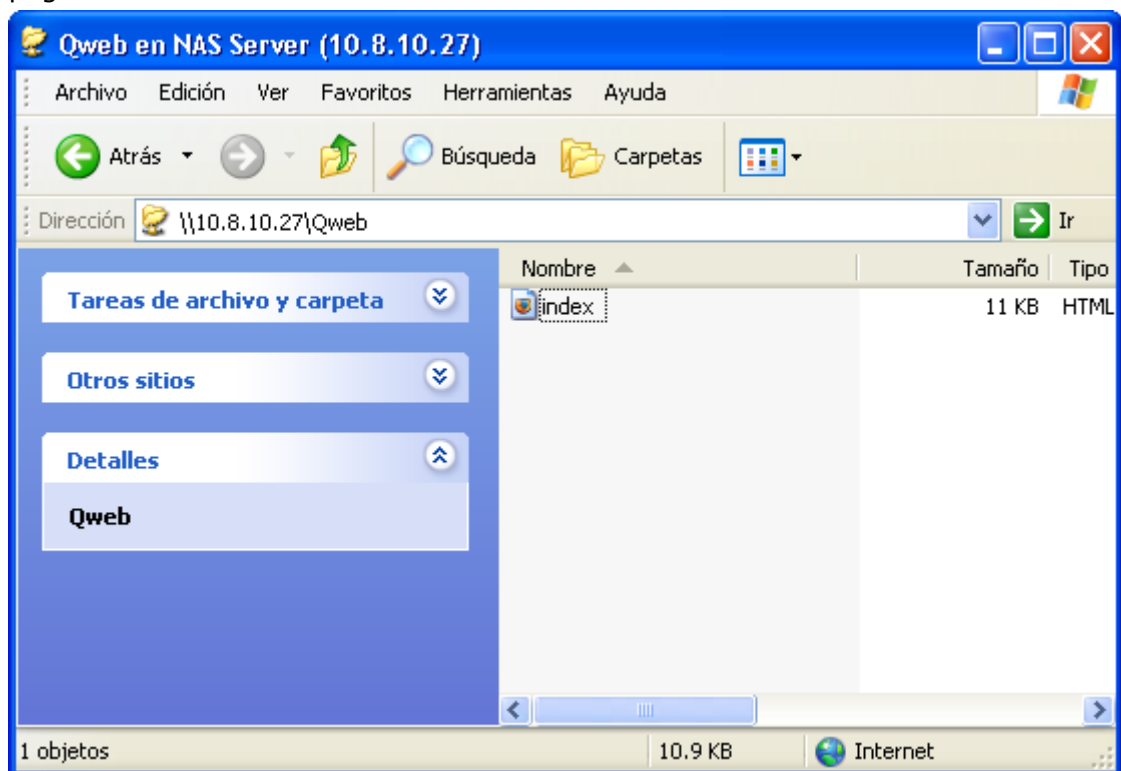 Qweb en NAS Server (10.8.10.27)
Archivo Edición Ver Favoritos Herramientas Ayuda
Atrás Búsqueda Carpetas
Dirección \\10.8.10.27\Qweb Ir
Nombre Tamaño Tipo
Tareas de archivo y carpeta
index 11 KB HTML
Otros sitios
Detalles
Qweb
1 objetos 10.9 KB Internet